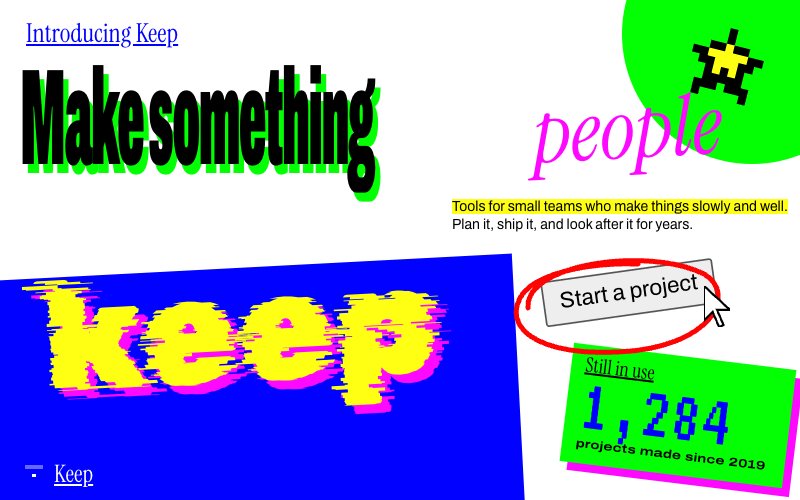 Introducing Keep
Make something
people
Tools for small teams who make things slowly and well.
Plan it, ship it, and look after it for years.
keep
Start a project
Still in use
1,284
projects made since 2019
Keep